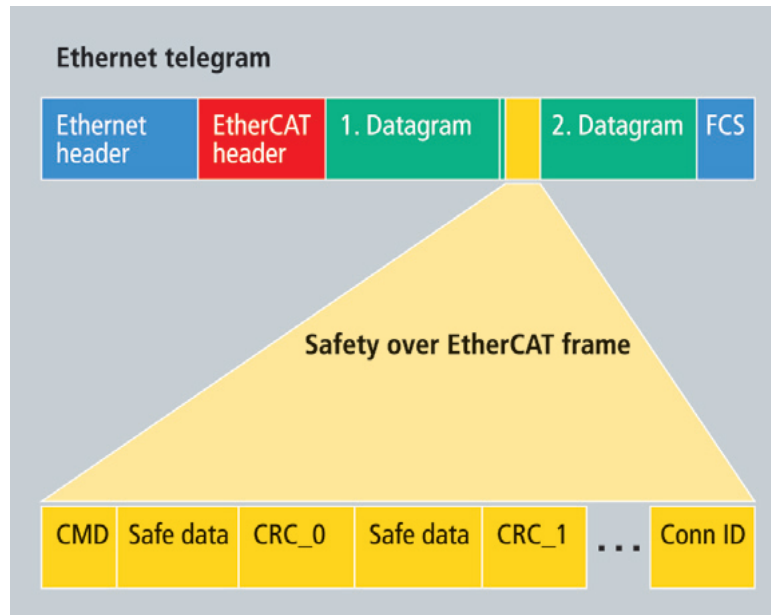 Ethernet telegram
Ethernet header
EtherCAT header
1. Datagram
2. Datagram
FCS
Safety over EtherCAT frame
CMD
Safe data
CRC_0
Safe data
CRC_1
...
Conn ID